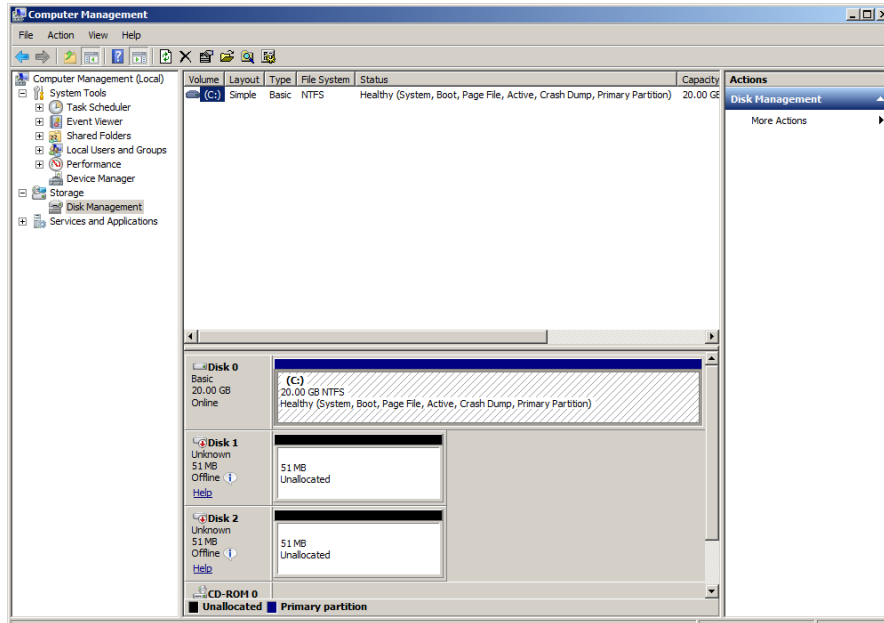 Computer Management
File Action View Help
Computer Management (Local)
System Tools
Task Scheduler
Event Viewer
Shared Folders
Local Users and Groups
Performance
Device Manager
Storage
Disk Management
Services and Applications
Volume Layout Type File System Status Capacity
(C:) Simple Basic NTFS Healthy (System, Boot, Page File, Active, Crash Dump, Primary Partition) 20.00 GB
Disk 0
Basic
20.00 GB
Online
(C:)
20.00 GB NTFS
Healthy (System, Boot, Page File, Active, Crash Dump, Primary Partition)
Disk 1
Unknown
51 MB
Offline
Help
51 MB
Unallocated
Disk 2
Unknown
51 MB
Offline
Help
51 MB
Unallocated
CD-ROM 0
Unallocated Primary partition
Actions
Disk Management
More Actions